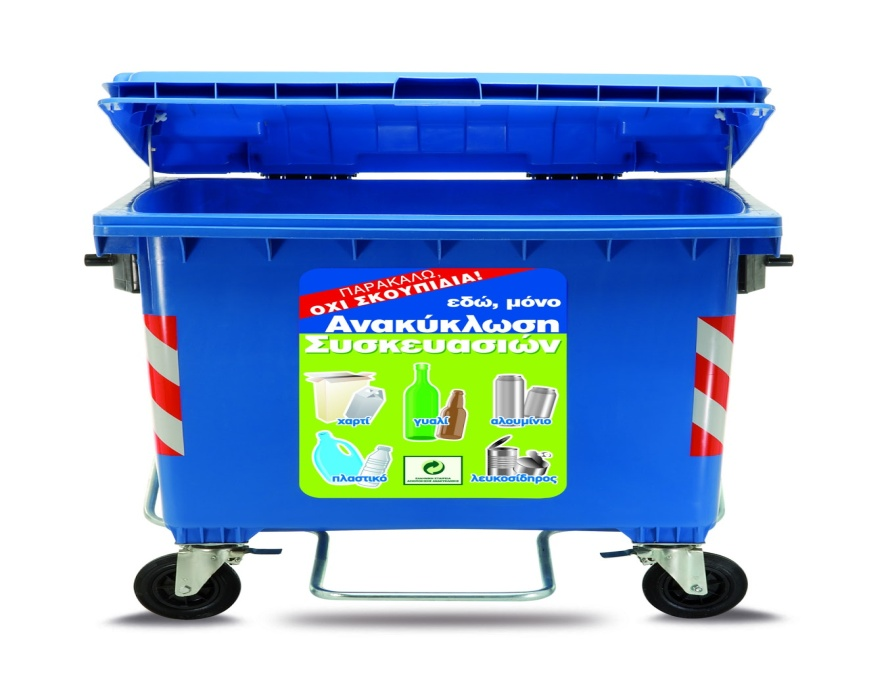 ΠΑΡΑΚΑΛΩ,
ΟΧΙ ΣΚΟΥΠΙΔΙΑ!
εδώ, μόνο
Ανακύκλωση
Συσκευασιών
χαρτί γυαλί αλουμίνιο
πλαστικό λευκοσίδηρος